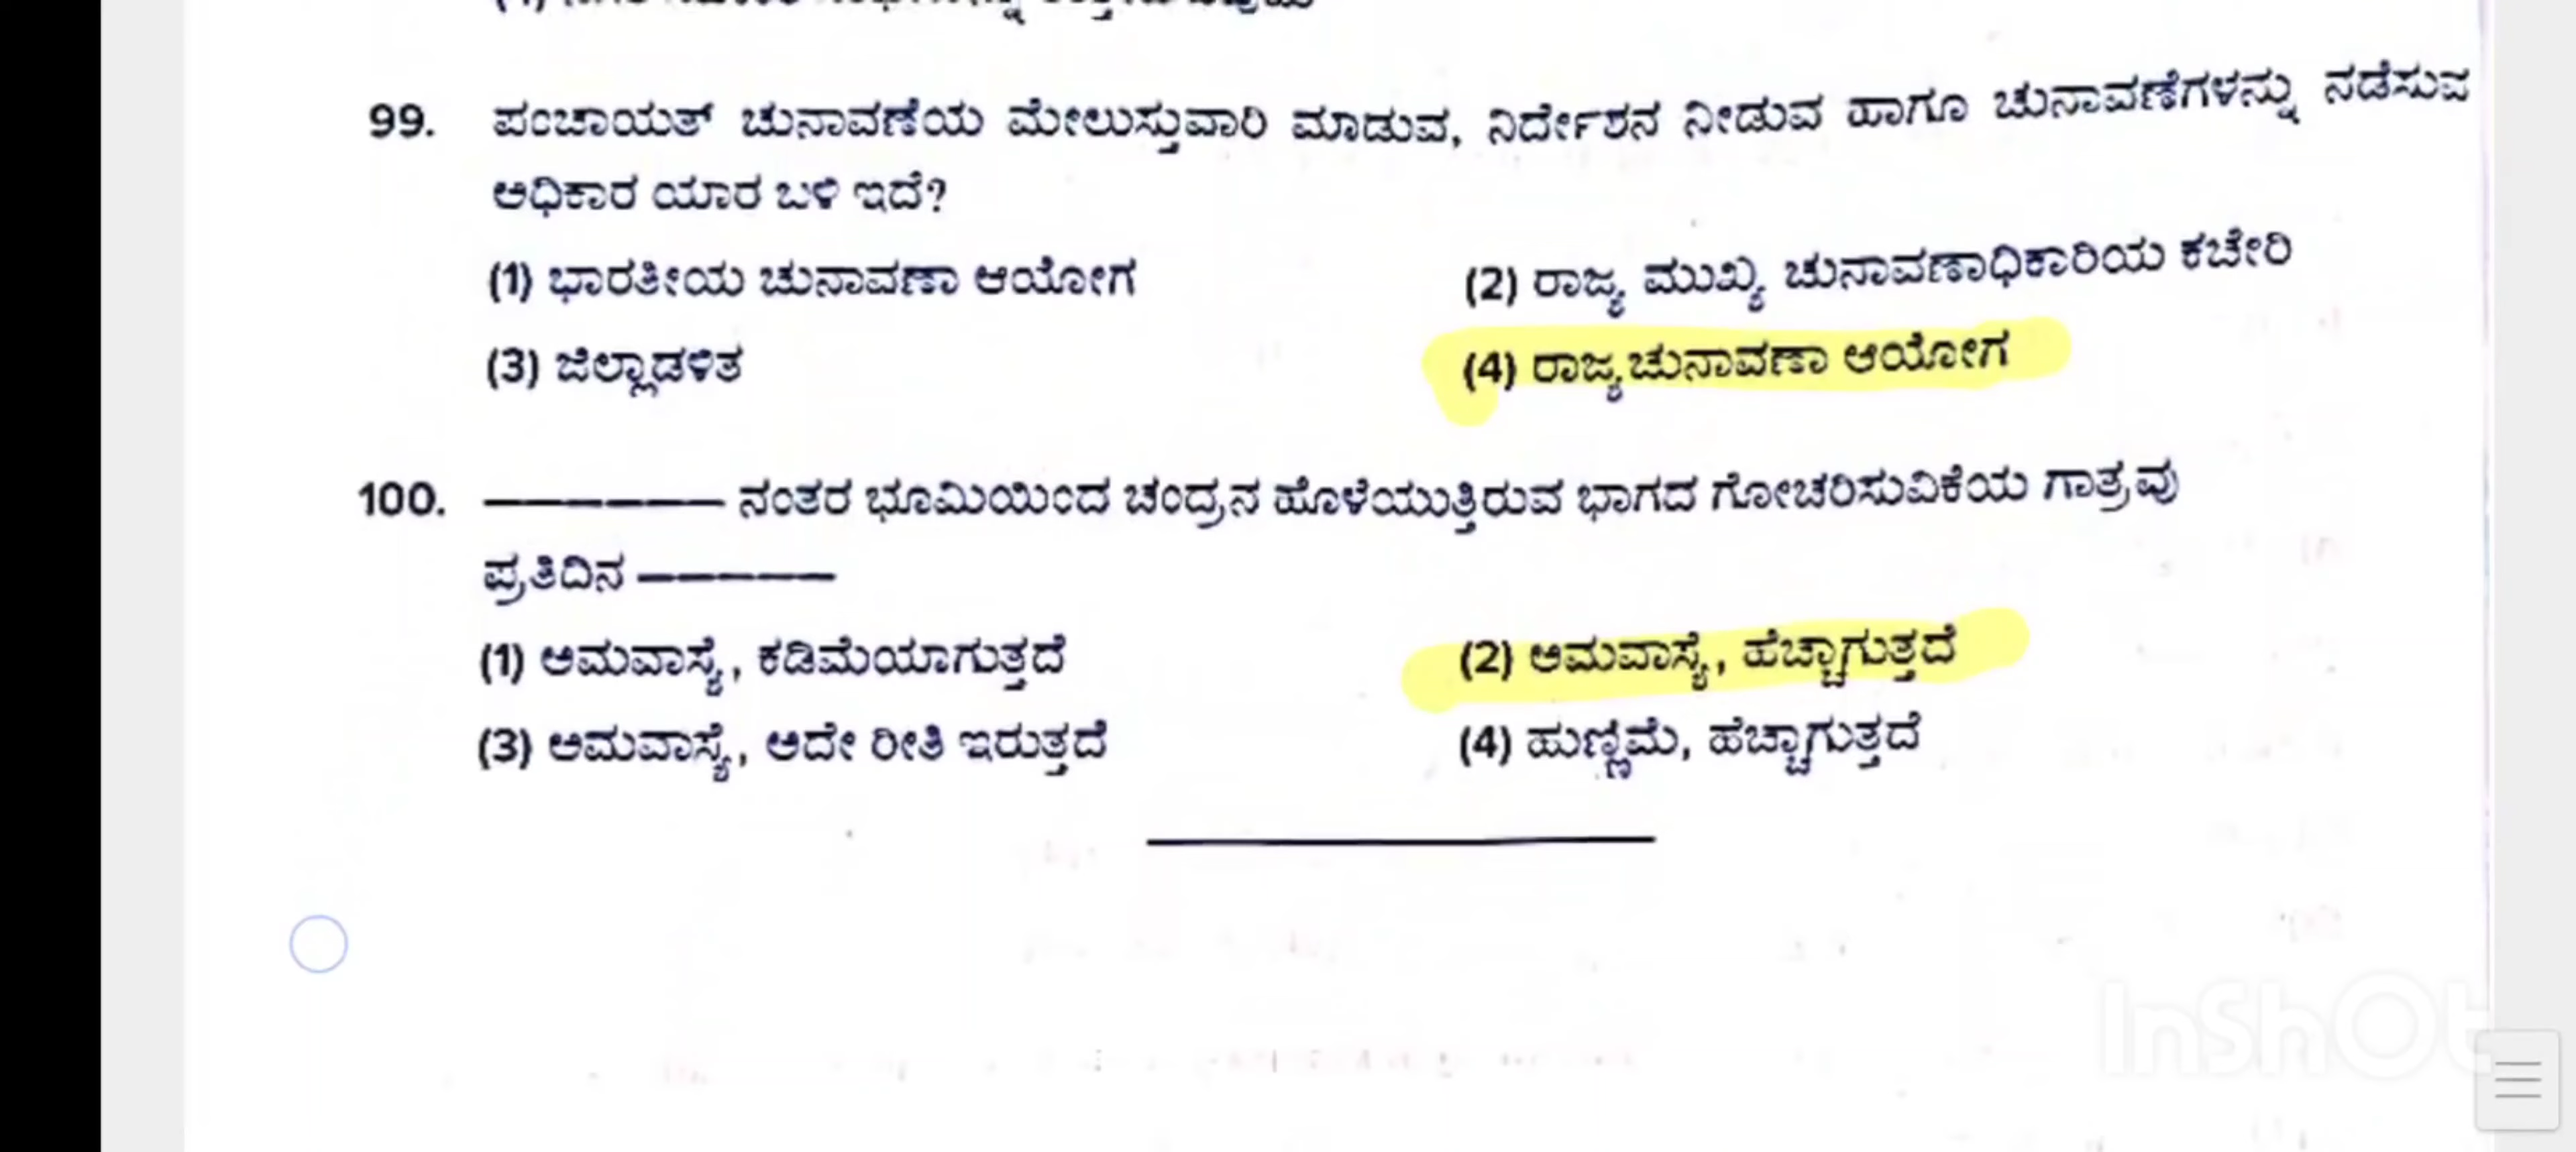 99. ಪಂಚಾಯತ್ ಚುನಾವಣೆಯ ಮೇಲುಸ್ತುವಾರಿ ಮಾಡುವ, ನಿರ್ದೇಶನ ನೀಡುವ ಹಾಗೂ ಚುನಾವಣೆಗಳನ್ನು ನಡೆಸುವ
ಅಧಿಕಾರ ಯಾರ ಬಳಿ ಇದೆ?
(1) ಭಾರತೀಯ ಚುನಾವಣಾ ಆಯೋಗ (2) ರಾಜ್ಯ ಮುಖ್ಯ ಚುನಾವಣಾಧಿಕಾರಿಯ ಕಚೇರಿ
(3) ಜಿಲ್ಲಾಡಳಿತ (4) ರಾಜ್ಯ ಚುನಾವಣಾ ಆಯೋಗ
100. ———— ನಂತರ ಭೂಮಿಯಿಂದ ಚಂದ್ರನ ಹೊಳೆಯುತ್ತಿರುವ ಭಾಗದ ಗೋಚರಿಸುವಿಕೆಯ ಗಾತ್ರವು
ಪ್ರತಿದಿನ ————
(1) ಅಮವಾಸ್ಯೆ, ಕಡಿಮೆಯಾಗುತ್ತದೆ (2) ಅಮವಾಸ್ಯೆ, ಹೆಚ್ಚಾಗುತ್ತದೆ
(3) ಅಮವಾಸ್ಯೆ, ಅದೇ ರೀತಿ ಇರುತ್ತದೆ (4) ಹುಣ್ಣಿಮೆ, ಹೆಚ್ಚಾಗುತ್ತದೆ
InShOt